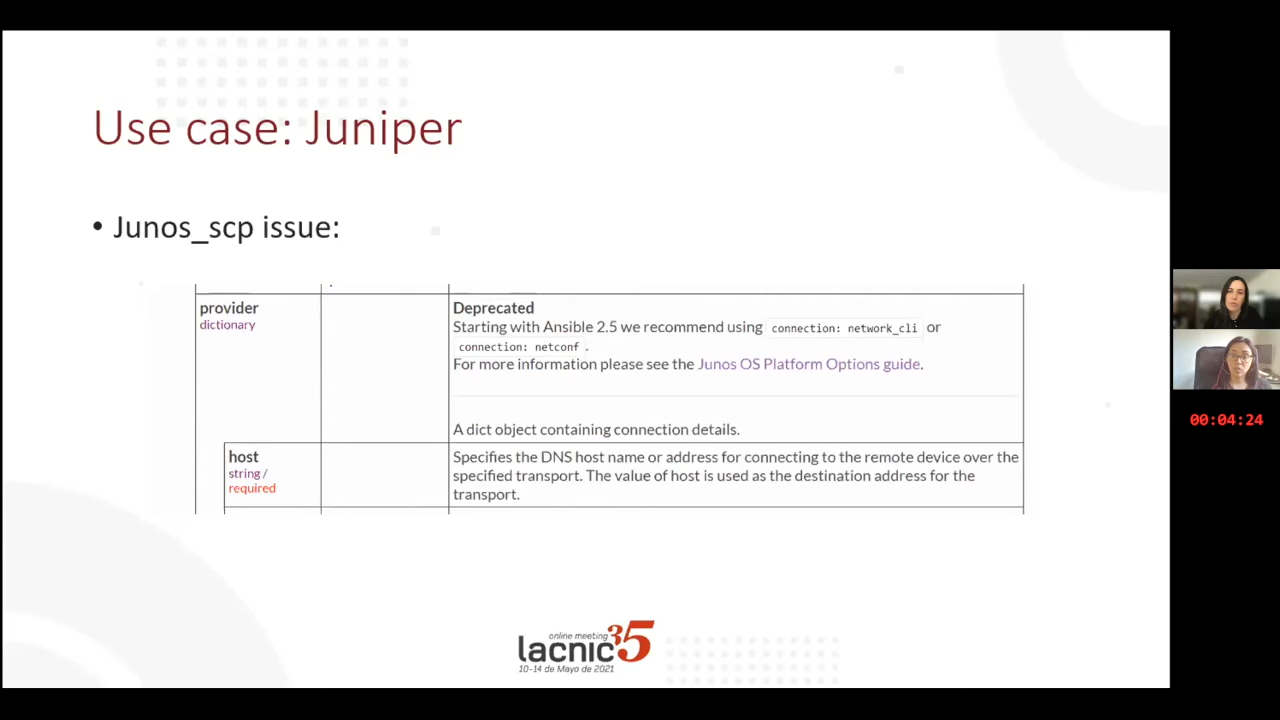 Use case: Juniper
• Junos_scp issue:
provider
dictionary
Deprecated
Starting with Ansible 2.5 we recommend using connection: network_cli or
connection: netconf .
For more information please see the Junos OS Platform Options guide.
A dict object containing connection details.
host
string /
required
Specifies the DNS host name or address for connecting to the remote device over the
specified transport. The value of host is used as the destination address for the
transport.
00:04:24
online meeting
lacnic35
10-14 de Mayo de 2021